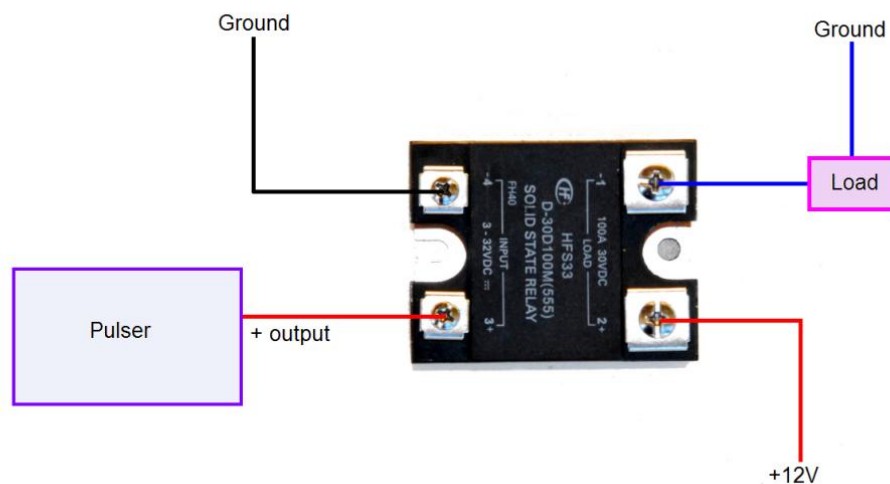 Ground
Ground
-4
FH40
3 - 32VDC
INPUT
3+
SOLID STATE RELAY
D-30D100M(555)
HFS33
HF
LOAD
100A 30VDC
-1
2+
Load
Pulser
+ output
+12V